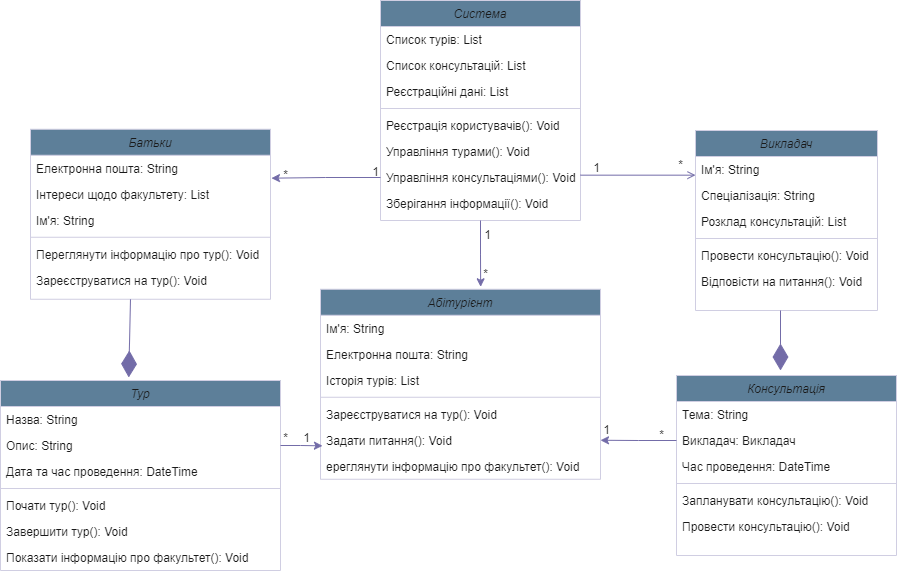 Система
Список турів: List
Список консультацій: List
Реєстраційні дані: List
Реєстрація користувачів(): Void
Управління турами(): Void
Управління консультаціями(): Void
Зберігання інформації(): Void
Батьки
Електронна пошта: String
Інтереси щодо факультету: List
Ім'я: String
Переглянути інформацію про тур(): Void
Зареєструватися на тур(): Void
* 1
1 *
1
*
Викладач
Ім'я: String
Спеціалізація: String
Розклад консультацій: List
Провести консультацію(): Void
Відповісти на питання(): Void
Абітурієнт
Ім'я: String
Електронна пошта: String
Історія турів: List
Зареєструватися на тур(): Void
Задати питання(): Void
ереглянути інформацію про факультет(): Void
Тур
Назва: String
Опис: String
Дата та час проведення: DateTime
Почати тур(): Void
Завершити тур(): Void
Показати інформацію про факультет(): Void
* 1
1 *
Консультація
Тема: String
Викладач: Викладач
Час проведення: DateTime
Запланувати консультацію(): Void
Провести консультацію(): Void